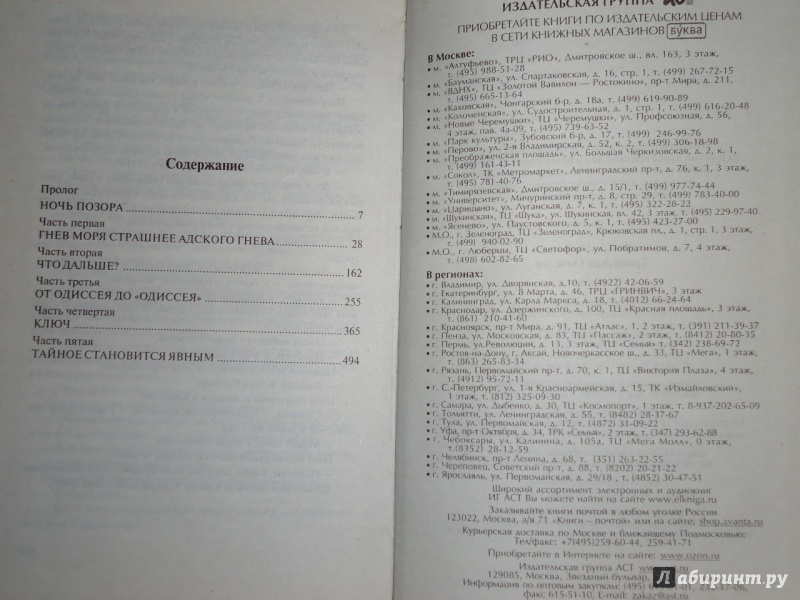 Содержание
Пролог
НОЧЬ ПОЗОРА 7
Часть первая
ГНЕВ МОРЯ СТРАШНЕЕ АДСКОГО ГНЕВА 28
Часть вторая
ЧТО ДАЛЬШЕ? 162
Часть третья
ОТ ОДИССЕЯ ДО «ОДИССЕЯ» 255
Часть четвертая
КЛЮЧ 365
Часть пятая
ТАЙНОЕ СТАНОВИТСЯ ЯВНЫМ 494
ИЗДАТЕЛЬСКАЯ ГРУППА
ПРИОБРЕТАЙТЕ КНИГИ ПО ИЗДАТЕЛЬСКИМ ЦЕНАМ
В СЕТИ КНИЖНЫХ МАГАЗИНОВ Буква
В Москве:
• м. «Алтуфьево», ТРЦ «РИО», Дмитровское ш., вл. 163, 3 этаж,
т. (495) 988-51-28
• м. «Бауманская», ул. Спартаковская, д. 16, стр. 1, т. (499) 267-72-15
• м. «ВДНХ», ТЦ «Золотой Вавилон — Ростокино», пр-т Мира, д. 211,
т. (495) 665-13-64
• м. «Каховская», Чонгарский б-р, д. 18а, т. (499) 619-90-89
• м. «Коломенская», ул. Судостроительная, д. 1, стр. 1, т. (499) 616-20-48
• м. «Новые Черемушки», ТЦ «Черемушки», ул. Профсоюзная, д. 56,
4 этаж, пав. 4а-09, т. (495) 739-63-52
• м. «Парк культуры», Зубовский б-р, д. 17, т. (499) 246-99-76
• м. «Перово», ул. 2-я Владимирская, д. 52, к. 2, т. (499) 306-18-98
• м. «Преображенская площадь», ул. Большая Черкизовская, д. 2, к. 1,
т. (499) 161-43-11
• м. «Сокол», ТК «Метромаркет», Ленинградский пр-т, д. 76, к. 1, 3 этаж,
т. (495) 781-40-76
• м. «Тимирязевская», Дмитровское ш., д. 15/1, т. (499) 977-74-44
• м. «Университет», Мичуринский пр-т, д. 8, стр. 29, т. (499) 783-40-00
• м. «Царицыно», ул. Луганская, д. 7, к. 1, т. (495) 322-28-22
• м. «Щукинская», ТЦ «Щука», ул. Щукинская, вл. 42, 3 этаж, т. (495) 229-97-40
• м. «Ясенево», ул. Паустовского, д. 5, к. 1, т. (495) 423-27-00
• М.О., г. Зеленоград, ТЦ «Зеленоград», Крюковская пл., д. 1, стр. 1, 3 этаж,
т. (499) 940-02-90
• М.О., г. Люберцы, ТЦ «Светофор», ул. Побратимов, д. 7, 4 этаж,
т. (498) 602-82-65
В регионах:
• г. Владимир, ул. Дворянская, д.10, т. (4922) 42-06-59
• г. Екатеринбург, ул. 8 Марта, д. 46, ТРЦ «ГРИНВИЧ», 3 этаж
• г. Калининград, ул. Карла Маркса, д. 18, т. (4012) 66-24-64
• г. Краснодар, ул. Дзержинского, д. 100, ТЦ «Красная площадь», 3 этаж,
т. (861) 210-41-60
• г. Красноярск, пр-т Мира, д. 91, ТЦ «Атлас», 1, 2 этаж, т. (391) 211-39-37
• г. Пенза, ул. Московская, д. 83, ТЦ «Пассаж», 2 этаж, т. (8412) 20-80-35
• г. Пермь, ул.Революции, д. 11, 3 этаж, ТЦ «Семья» т. (342) 238-69-72
• г. Ростов-на-Дону, г. Аксай, Новочеркасское ш., д. 33, ТЦ «Мега», 1 этаж,
т. (863) 265-83-34
• г. Рязань, Первомайский пр-т, д. 70, к. 1, ТЦ «Виктория Плаза», 4 этаж,
т. (4912) 95-72-11
• г. С.-Петербург, ул. 1-я Красноармейская, д. 15, ТК «Измайловский»,
1 этаж, т. (812) 325-09-30
• г. Самара, ул. Дыбенко, д. 30, ТЦ «Космопорт», 1 этаж, т. 8-937-202-65-09
• г. Тольятти, ул. Ленинградская, д. 55, т. (8482) 28-37-67
• г. Тула, ул. Первомайская, д. 12, т. (4872) 31-09-22
• г. Уфа, пр-т Октября, д. 34, ТРК «Семья», 2 этаж, т. (347) 293-62-88
• г. Чебоксары, ул. Калинина, д. 105а, ТЦ «Мега Молл», 0 этаж,
т. (8352) 28-12-59
• г. Челябинск, пр-т Ленина, д. 68, т. (351) 263-22-55
• г. Череповец, Советский пр-т, д. 88, т. (8202) 20-21-22
• г. Ярославль, ул. Первомайская, д. 29/18 , т. (4852) 30-47-51
Широкий ассортимент электронных и аудиокниг
ИГ АСТ Вы можете найти на сайте www.elkniga.ru
Заказывайте книги почтой в любом уголке России
123022, Москва, а/я 71 «Книги – почтой» или на сайте: shop.avanta.ru
Курьерская доставка по Москве и ближайшему Подмосковью:
Тел/факс: +7(495)259-60-44, 259-41-71
Приобретайте в Интернете на сайте: www.ozon.ru
Издательская группа АСТ www.ast.ru
129085, Москва, Звездный бульвар,
Информация по оптовым закупкам: (495)
факс 615-51-10, E-mail: zakaz@ast.ru
Лабиринт.ру